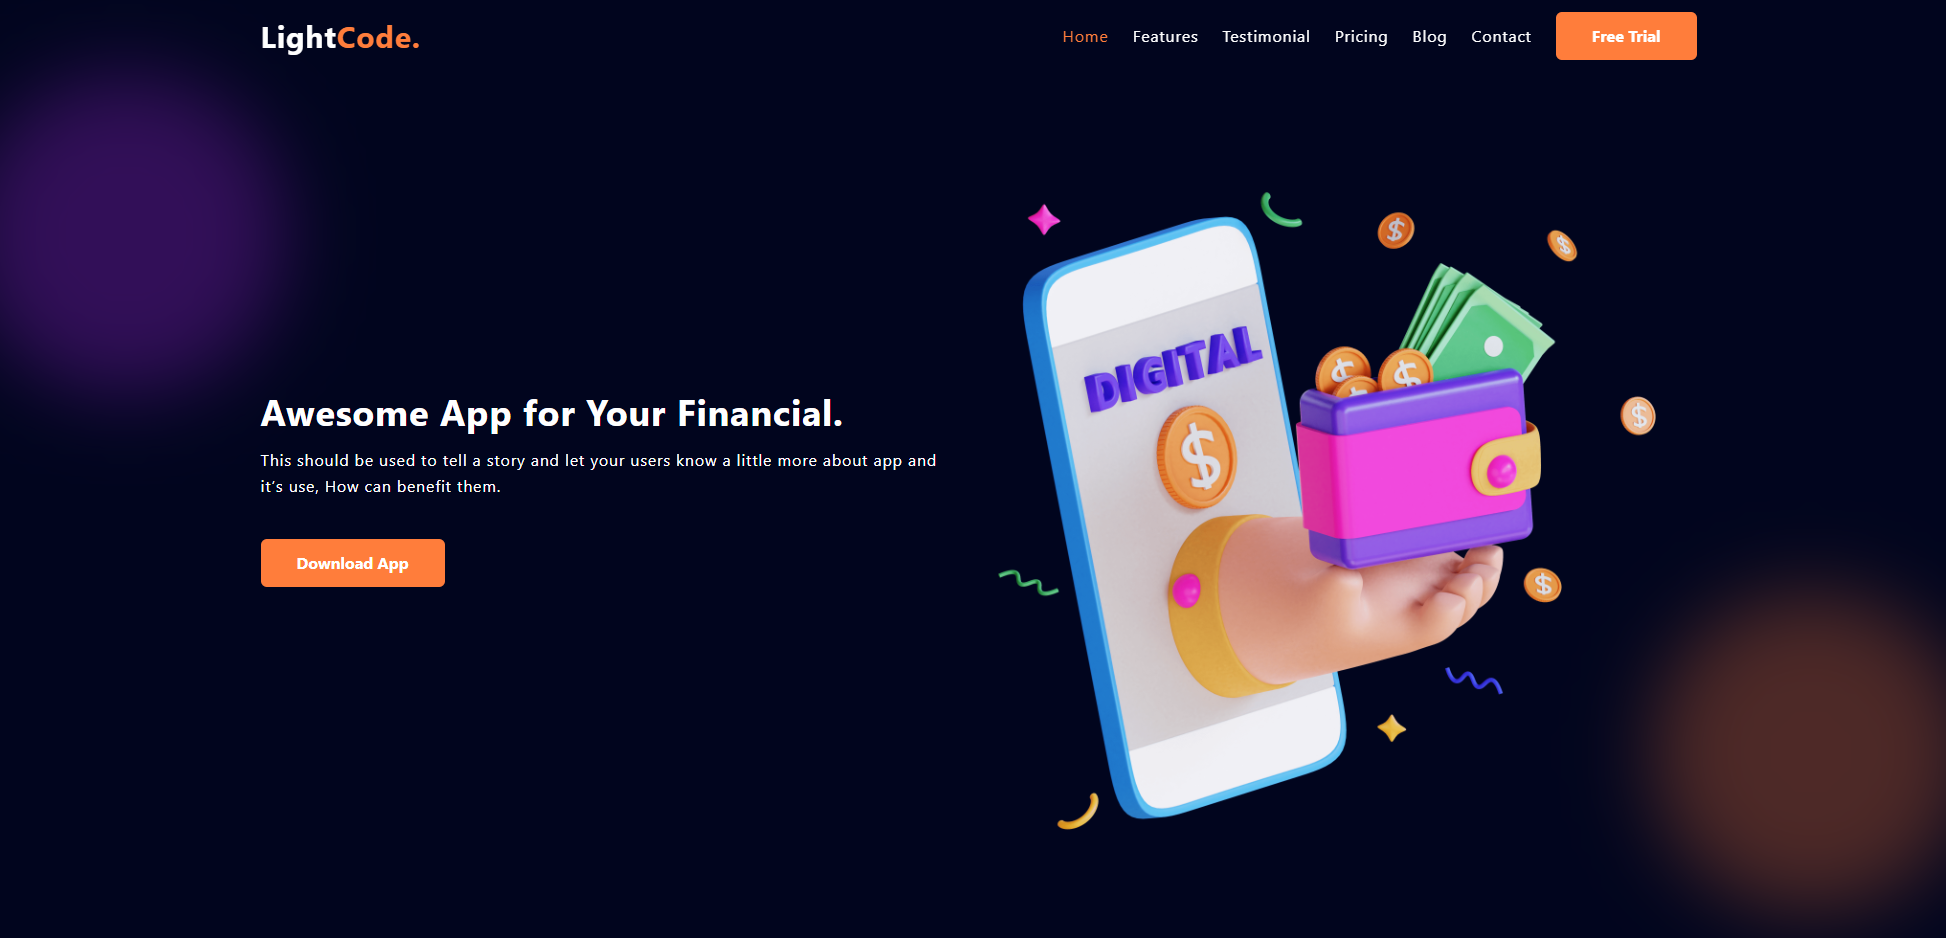 LightCode.
Home Features Testimonial Pricing Blog Contact Free Trial
DIGITAL
Awesome App for Your Financial.
This should be used to tell a story and let your users know a little more about app and
it's use, How can benefit them.
Download App